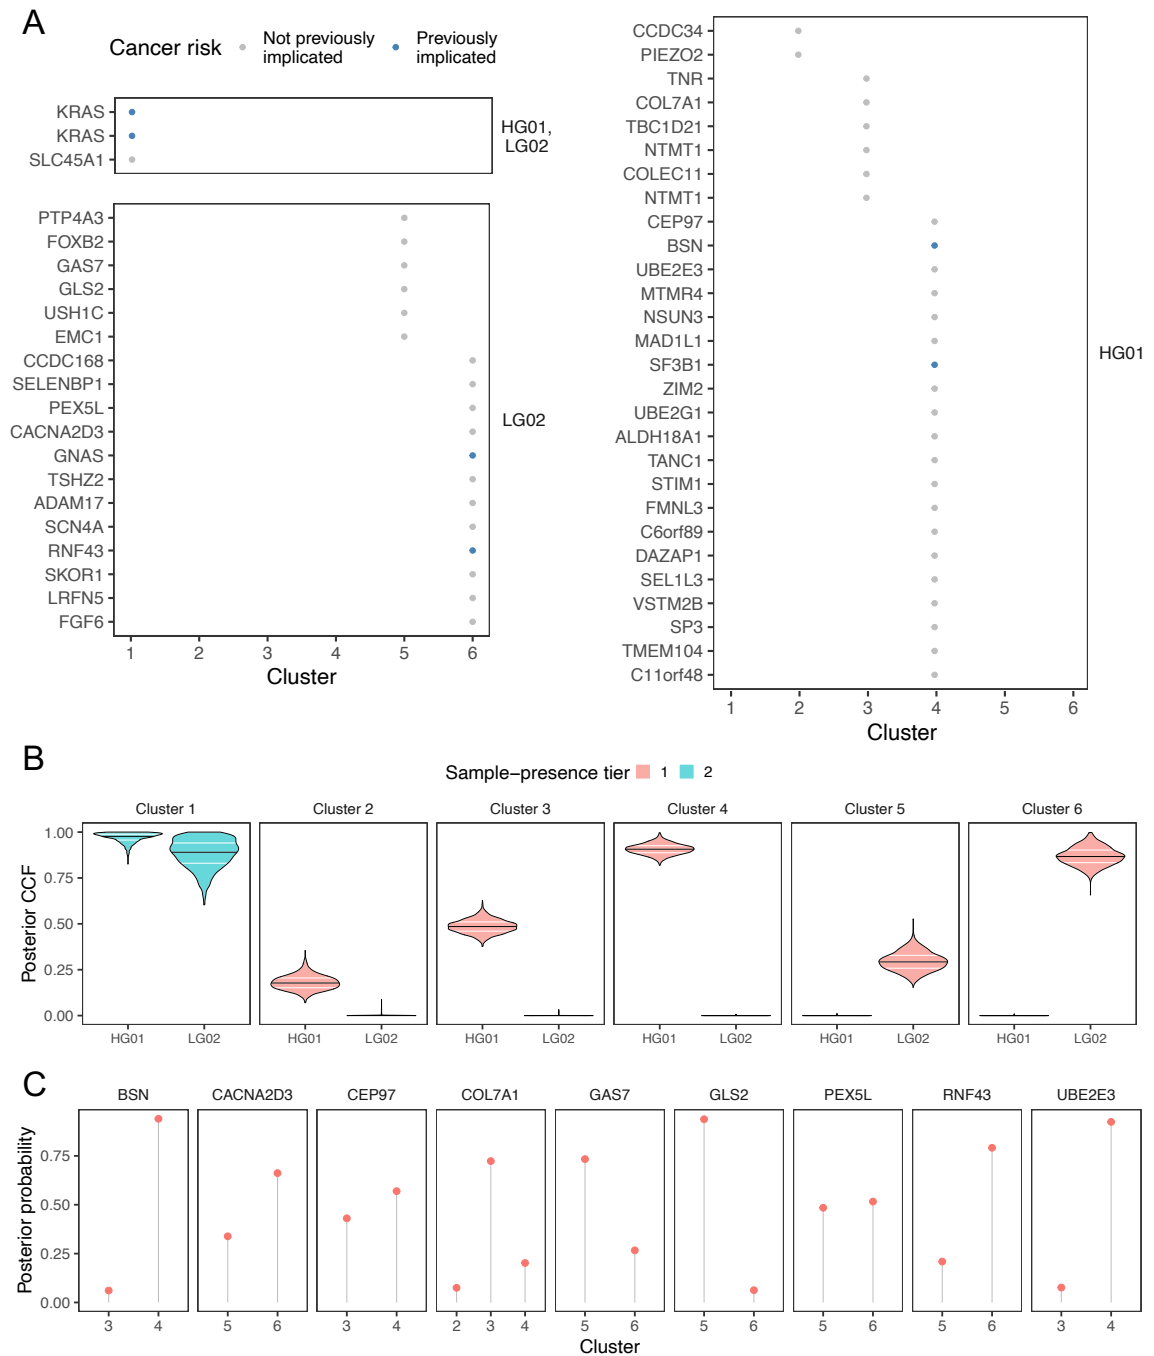 A
Cancer risk
Not previously
implicated
Previously
implicated
KRAS
KRAS
SLC45A1
HG01,
LG02
PTP4A3
FOXB2
GAS7
GLS2
USH1C
EMC1
CCDC168
SELENBP1
PEX5L
CACNA2D3
GNAS
TSHZ2
ADAM17
SCN4A
RNF43
SKOR1
LRFN5
FGF6
LG02
1 2 3 4 5 6
Cluster
CCDC34
PIEZO2
TNR
COL7A1
TBC1D21
NTMT1
COLEC11
NTMT1
CEP97
BSN
UBE2E3
MTMR4
NSUN3
MAD1L1
SF3B1
ZIM2
UBE2G1
ALDH18A1
TANC1
STIM1
FMNL3
C6orf89
DAZAP1
SEL1L3
VSTM2B
SP3
TMEM104
C11orf48
HG01
1 2 3 4 5 6
Cluster
B
Sample−presence tier 1 2
Cluster 1 Cluster 2 Cluster 3 Cluster 4 Cluster 5 Cluster 6
Posterior CCF
1.00
0.75
0.50
0.25
0.00
HG01 LG02 HG01 LG02 HG01 LG02 HG01 LG02 HG01 LG02 HG01 LG02
C
BSN CACNA2D3 CEP97 COL7A1 GAS7 GLS2 PEX5L RNF43 UBE2E3
Posterior probability
0.75
0.50
0.25
0.00
3 4 5 6 3 4 2 3 4 5 6 5 6 5 6 5 6 3 4
Cluster